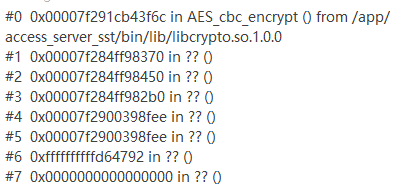 #0  0x00007f291cb43f6c in AES_cbc_encrypt () from /app/
access_server_sst/bin/lib/libcrypto.so.1.0.0
#1  0x00007f284ff98370 in ?? ()
#2  0x00007f284ff98450 in ?? ()
#3  0x00007f284ff982b0 in ?? ()
#4  0x00007f2900398fee in ?? ()
#5  0x00007f2900398fee in ?? ()
#6  0xfffffffffffd64792 in ?? ()
#7  0x0000000000000000 in ?? ()